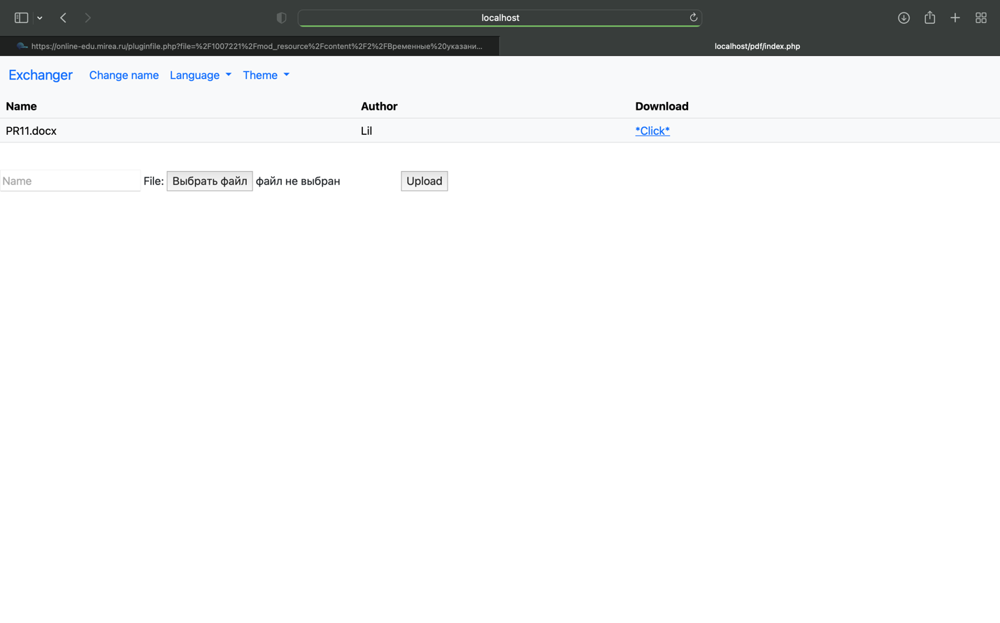 localhost
https://online-edu.mirea.ru/pluginfile.php?file=%2F1007221%2Fmod_resource%2Fcontent%2F2%2FВременные%20указани...
localhost/pdf/index.php
Exchanger Change name Language Theme
Name Author Download
PR11.docx Lil *Click*
Name File: Выбрать файл файл не выбран Upload